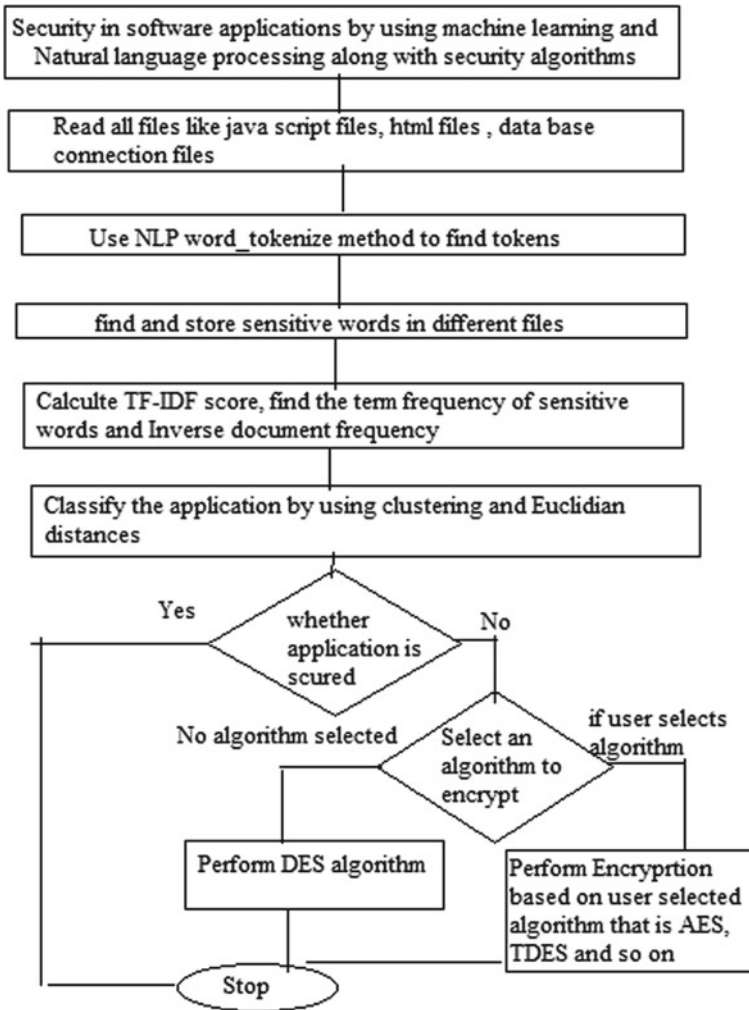 Security in software applications by using machine learning and
Natural language processing along with security algorithms
Read all files like java script files, html files , data base
connection files
Use NLP word_tokenize method to find tokens
find and store sensitive words in different files
Calculte TF-IDF score, find the term frequency of sensitive
words and Inverse document frequency
Classify the application by using clustering and Euclidian
distances
Yes
whether
application is
scured
No
No algorithm selected
Select an
algorithm to
encrypt
if user selects
algorithm
Perform DES algorithm
Perform Encryprtion
based on user selected
algorithm that is AES,
TDES and so on
Stop